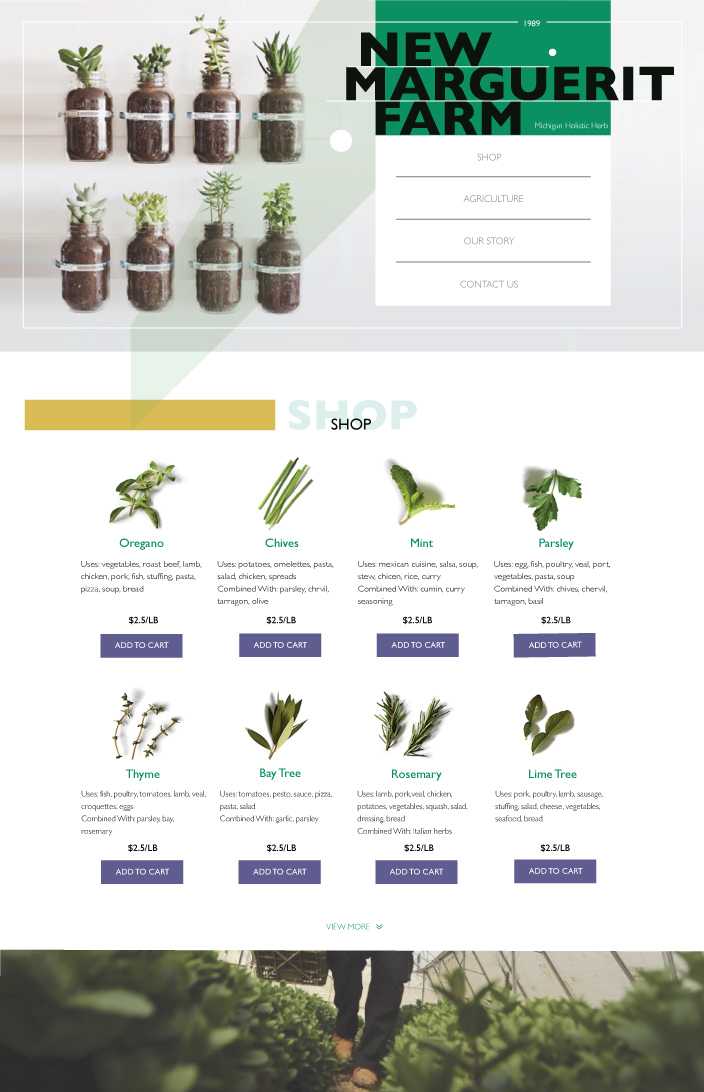 1989
NEW
MARGUERIT
FARM
Michigan Holistic Herb
SHOP
AGRICULTURE
OUR STORY
CONTACT US
SHOP
SHOP
Oregano
Uses: vegetables, roast beef, lamb,
chicken, pork, fish, stuffing, pasta,
pizza, soup, bread
$2.5/LB
ADD TO CART
Chives
Uses: potatoes, omelettes, pasta,
salad, chicken, spreads
Combined With: parsley, chrvil,
tarragon, olive
$2.5/LB
ADD TO CART
Mint
Uses: mexican cuisine, salsa, soup,
stew, chicen, rice, curry
Combined With: cumin, curry
seasoning
$2.5/LB
ADD TO CART
Parsley
Uses: egg, fish, poultry, veal, port,
vegetables, pasta, soup
Combined With: chives, chervil,
tarragon, basil
$2.5/LB
ADD TO CART
Thyme
Uses: fish, poultry, tomatoes, lamb, veal,
croquettes, eggs
Combined With: parsley, bay,
rosemary
$2.5/LB
ADD TO CART
Bay Tree
Uses: tomatoes, pesto, sauce, pizza,
pasta, salad
Combined With: garlic, parsley
$2.5/LB
ADD TO CART
Rosemary
Uses: lamb, pork,veal, chicken,
potatoes, vegetables, squash, salad,
dressing, bread
Combined With: italian herbs
$2.5/LB
ADD TO CART
Lime Tree
Uses: pork, poultry, lamb, sausage,
stuffing, salad, cheese, vegetables,
seafood, bread
$2.5/LB
ADD TO CART
VIEW MORE